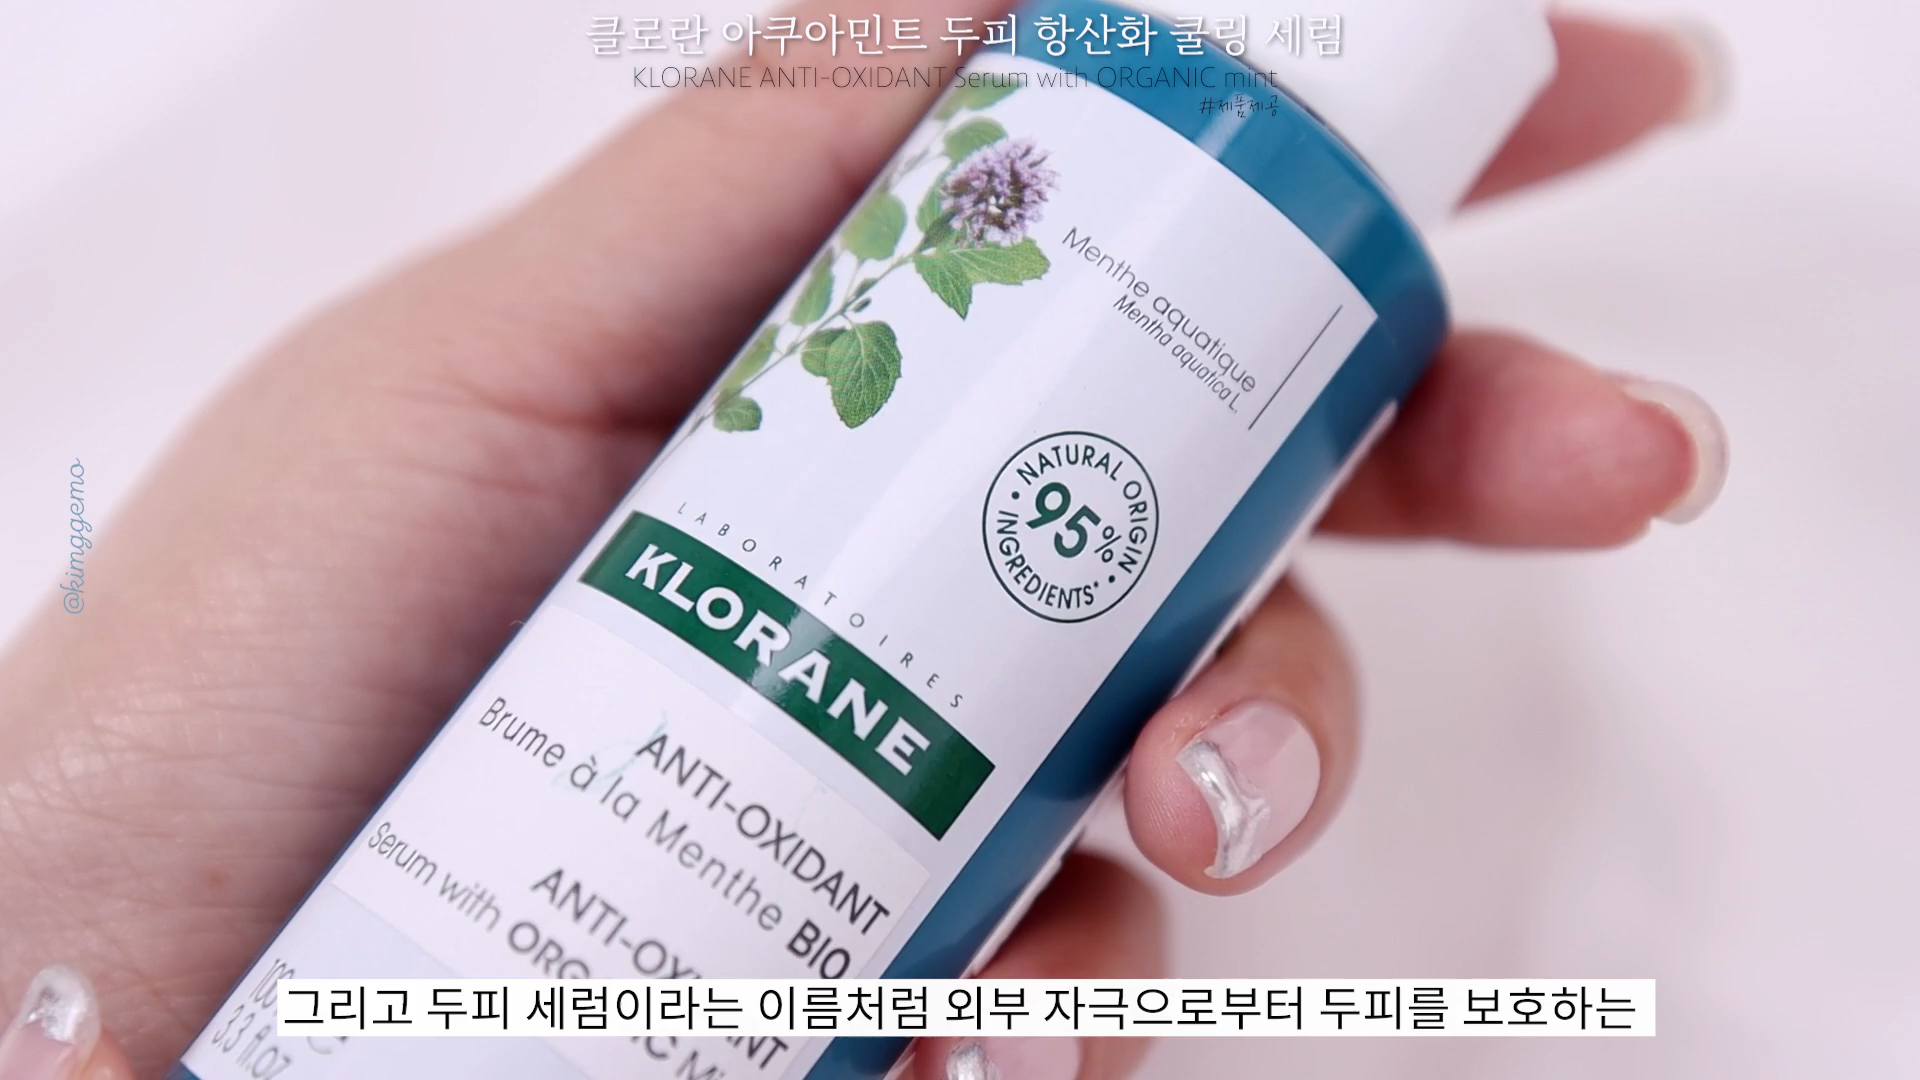 클로란 아쿠아민트 두피 항산화 쿨링 세럼
KLORANE ANTI-OXIDANT Serum with ORGANIC mint
#제품제공
Menthe aquatique
Mentha aquatica L.
NATURAL ORIGIN
95%
INGREDIENTS*
LABORATOIRES
KLORANE
ANTI-OXIDANT
Brume à la Menthe BIO
ANTI-OXIDANT
Serum with ORGANIC
100
3.3 fl.oz
@kimggemo
그리고 두피 세럼이라는 이름처럼 외부 자극으로부터 두피를 보호하는